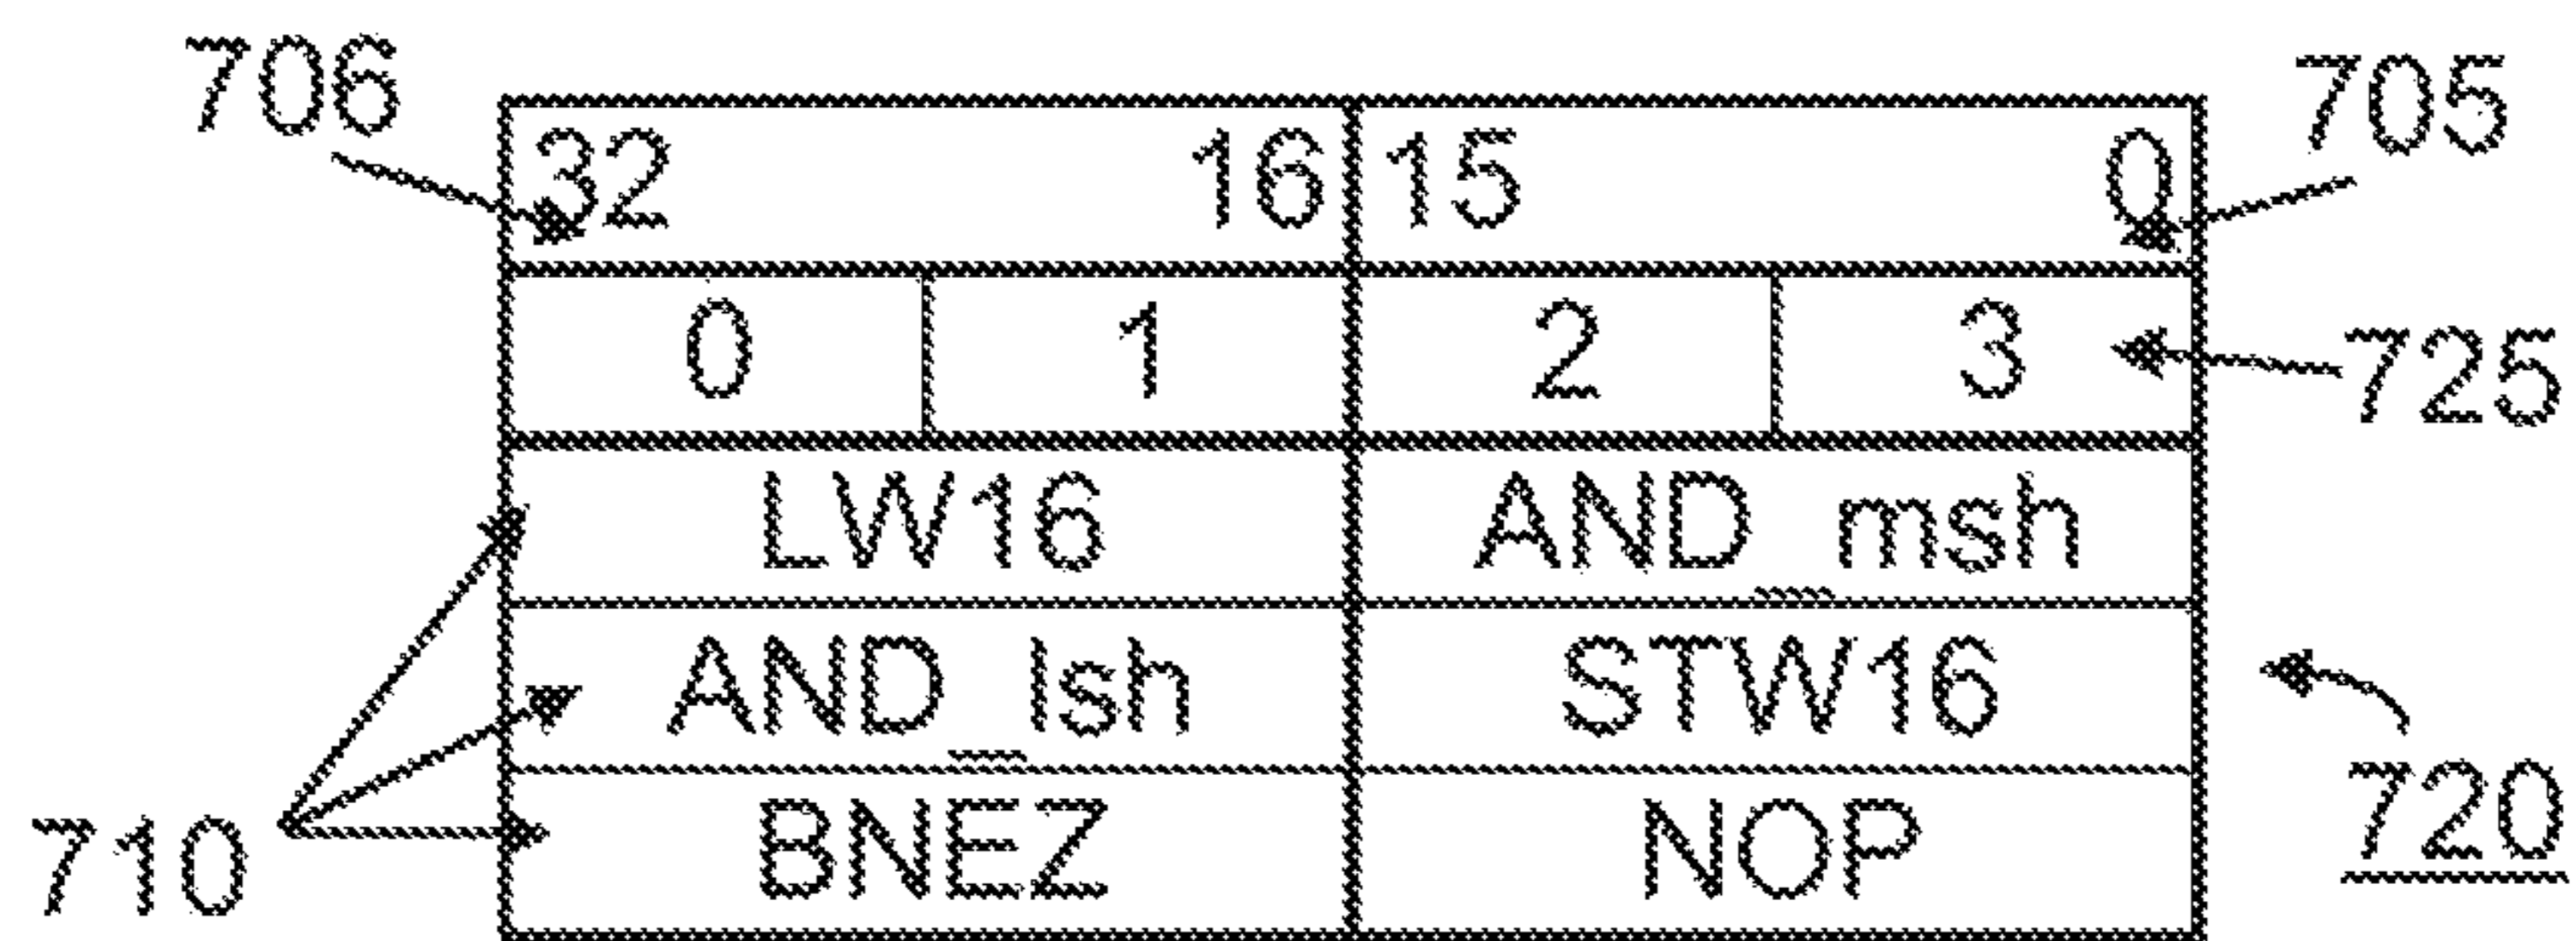 706 705
32 16 15 0
0 1 2 3 725
LW16 AND_msh
AND_lsh STW16
710 BNEZ NOP 720